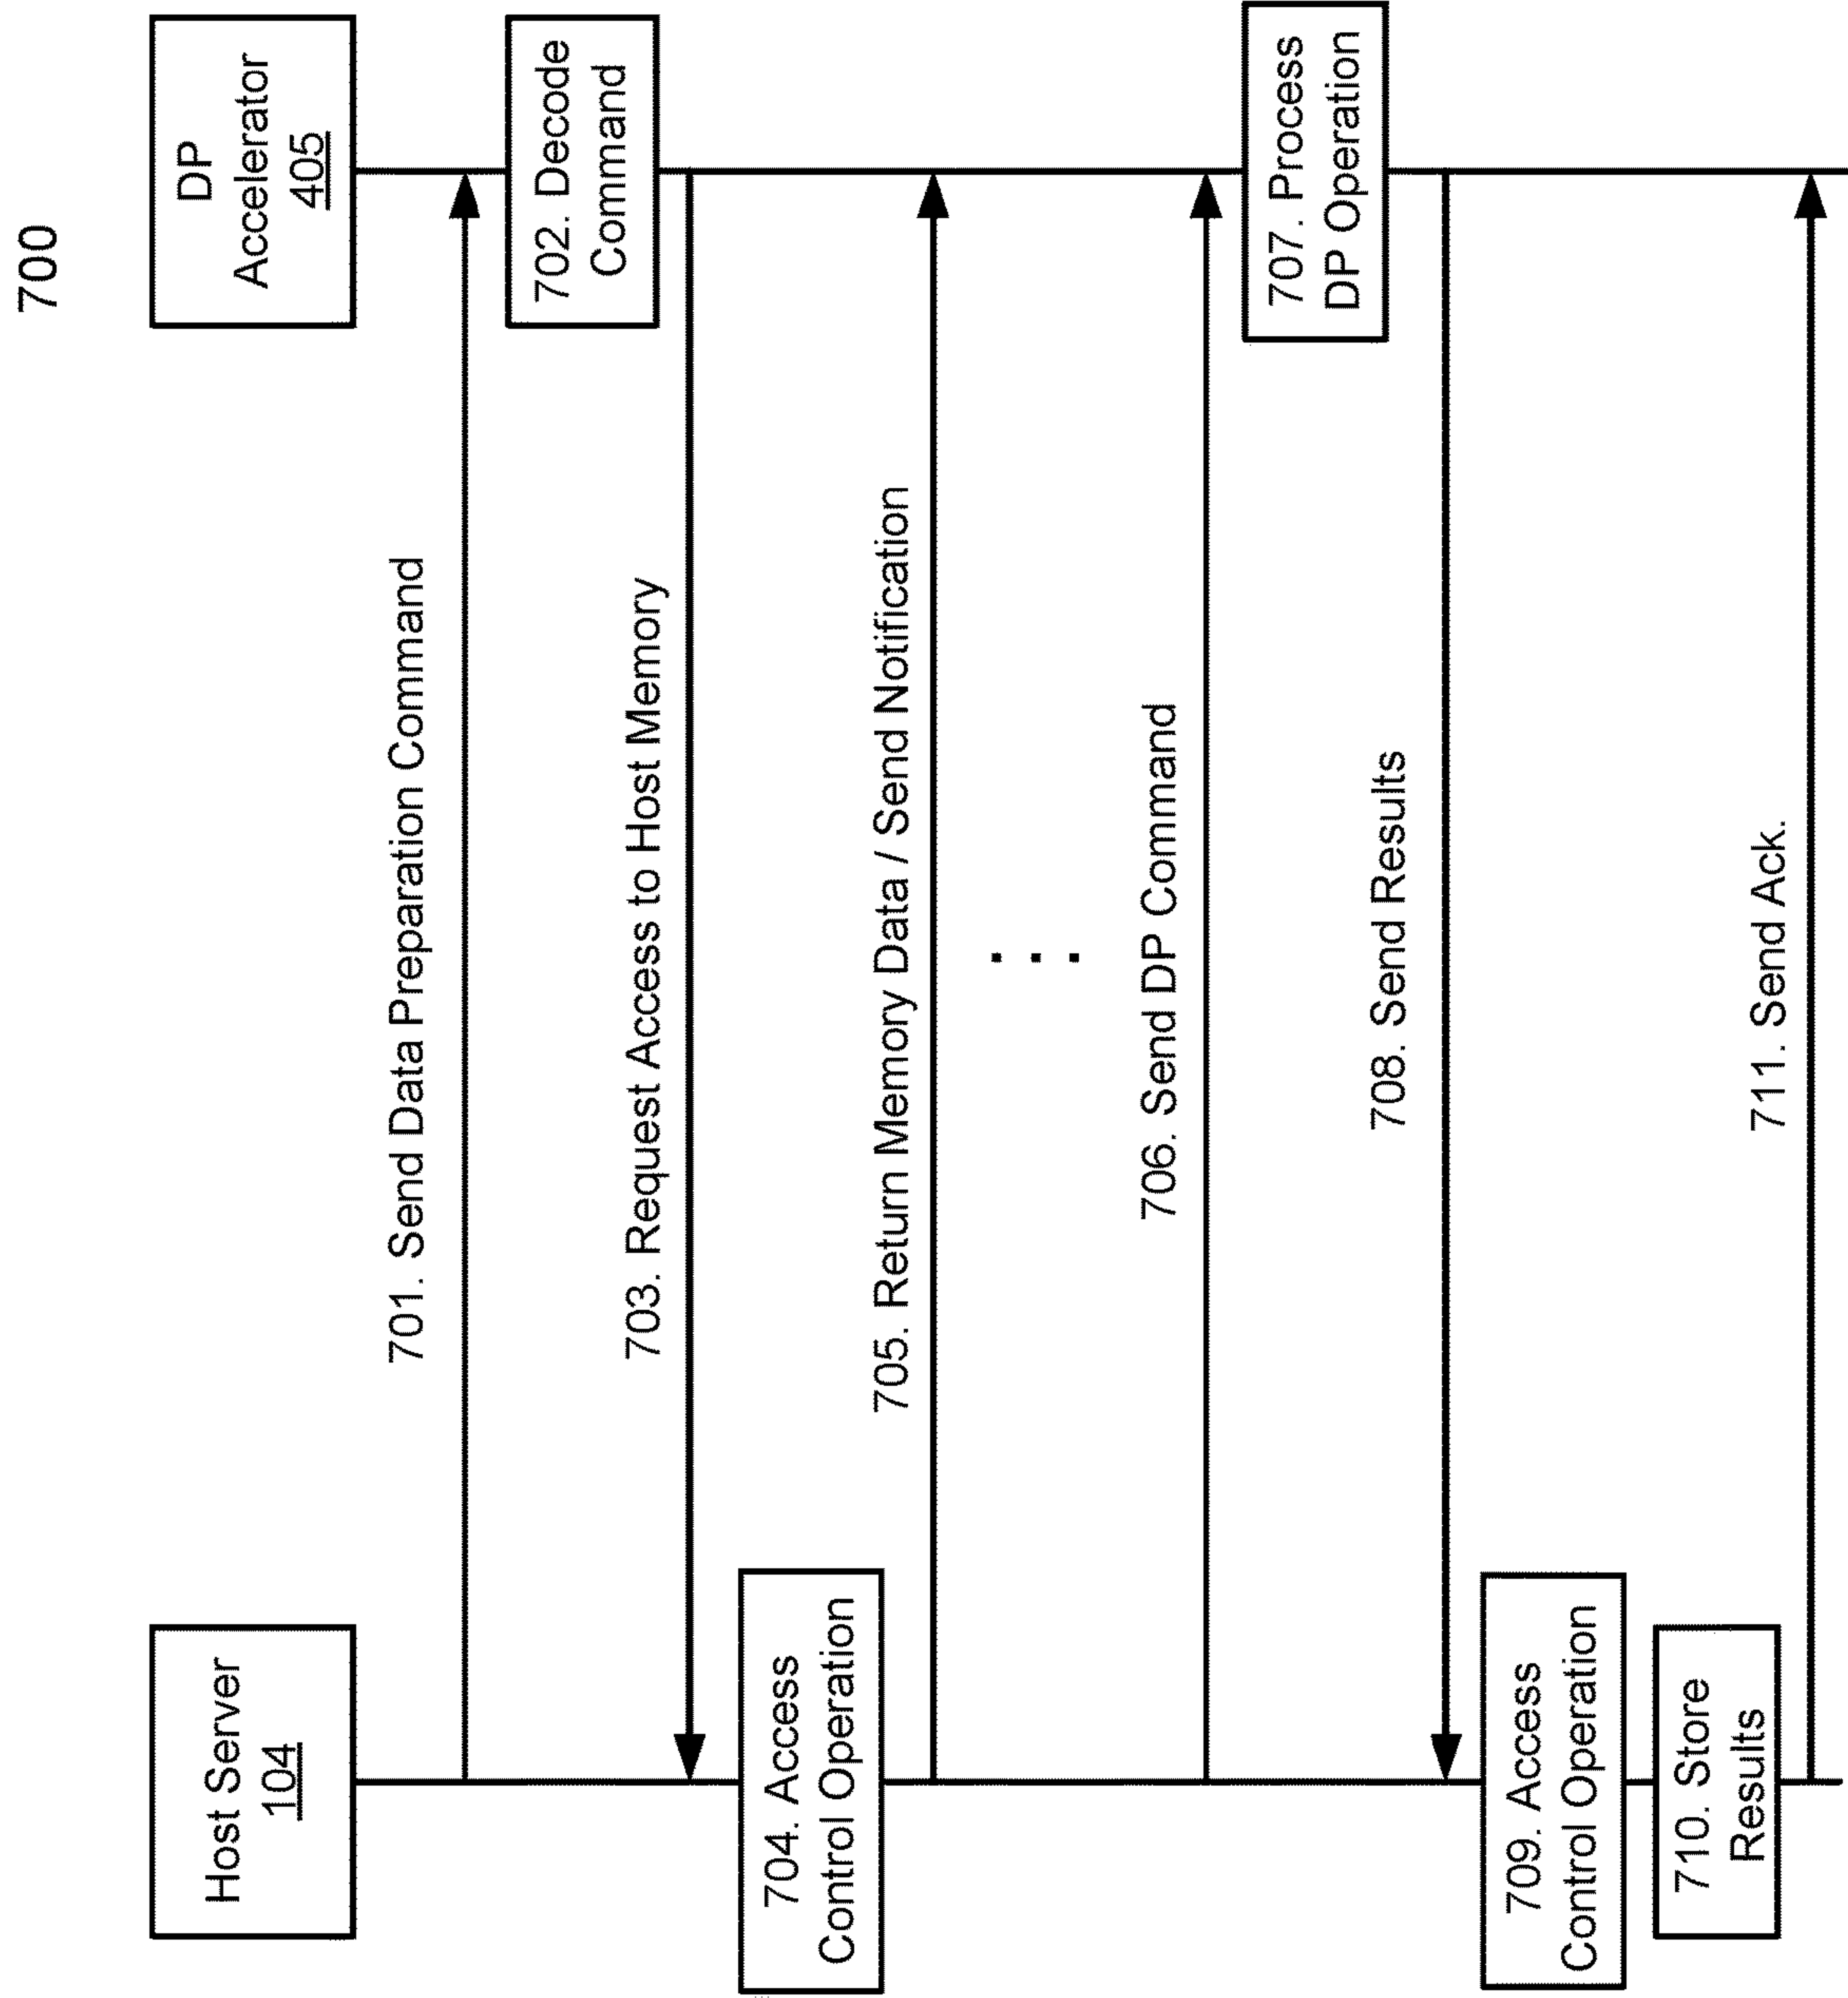 700
Host Server
104
DP
Accelerator
405
701. Send Data Preparation Command
702. Decode
Command
703. Request Access to Host Memory
704. Access
Control Operation
705. Return Memory Data / Send Notification
. . .
706. Send DP Command
707. Process
DP Operation
708. Send Results
709. Access
Control Operation
710. Store
Results
711. Send Ack.